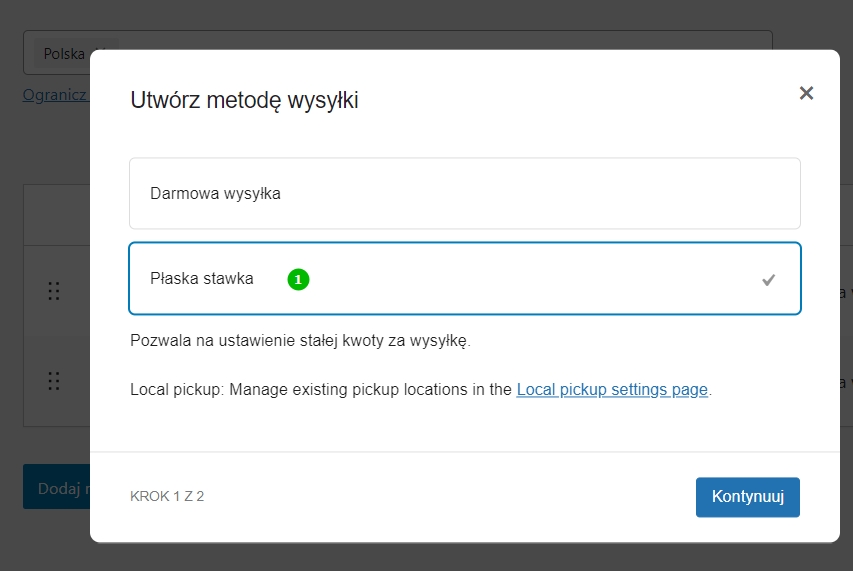 Polska
Ogranicz
Utwórz metodę wysyłki
Darmowa wysyłka
Płaska stawka 1
Pozwala na ustawienie stałej kwoty za wysyłkę.
Local pickup: Manage existing pickup locations in the Local pickup settings page.
Dodaj
KROK 1 Z 2
Kontynuuj